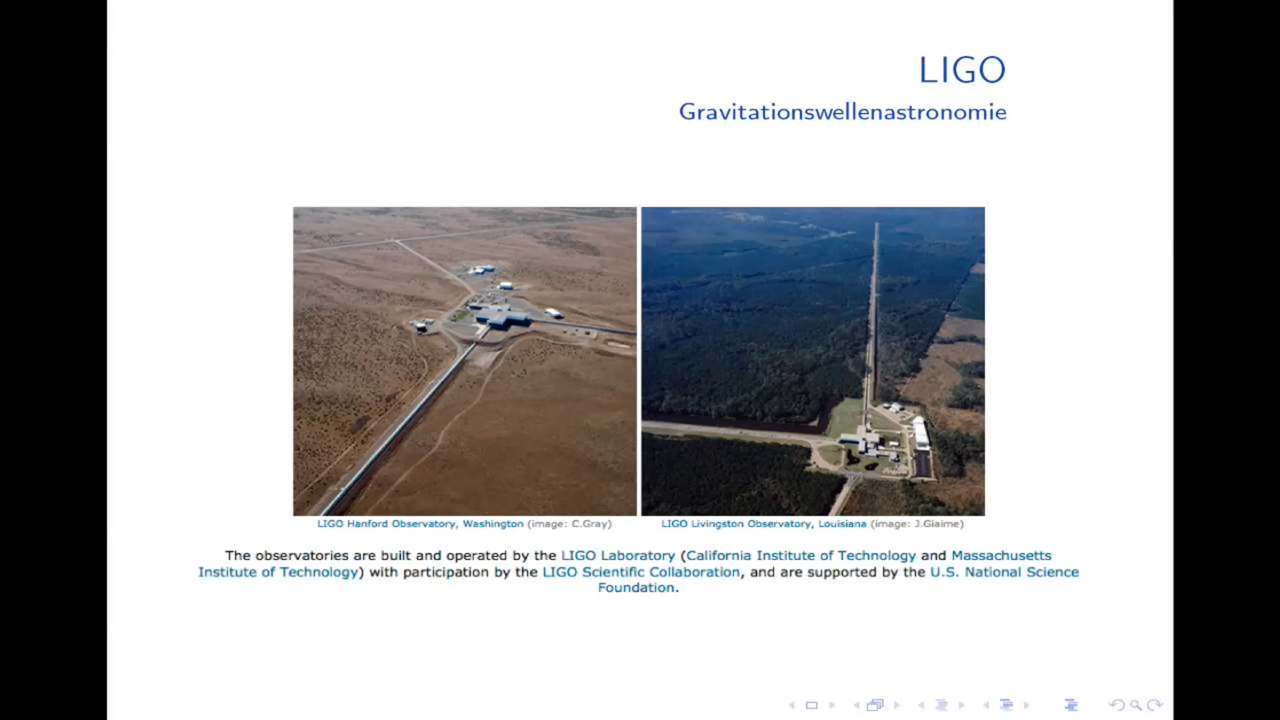 LIGO
Gravitationswellenastronomie
LIGO Hanford Observatory, Washington (image: C.Gray)
LIGO Livingston Observatory, Louisiana (image: J.Giaime)
The observatories are built and operated by the LIGO Laboratory (California Institute of Technology and Massachusetts
Institute of Technology) with participation by the LIGO Scientific Collaboration, and are supported by the U.S. National Science
Foundation.